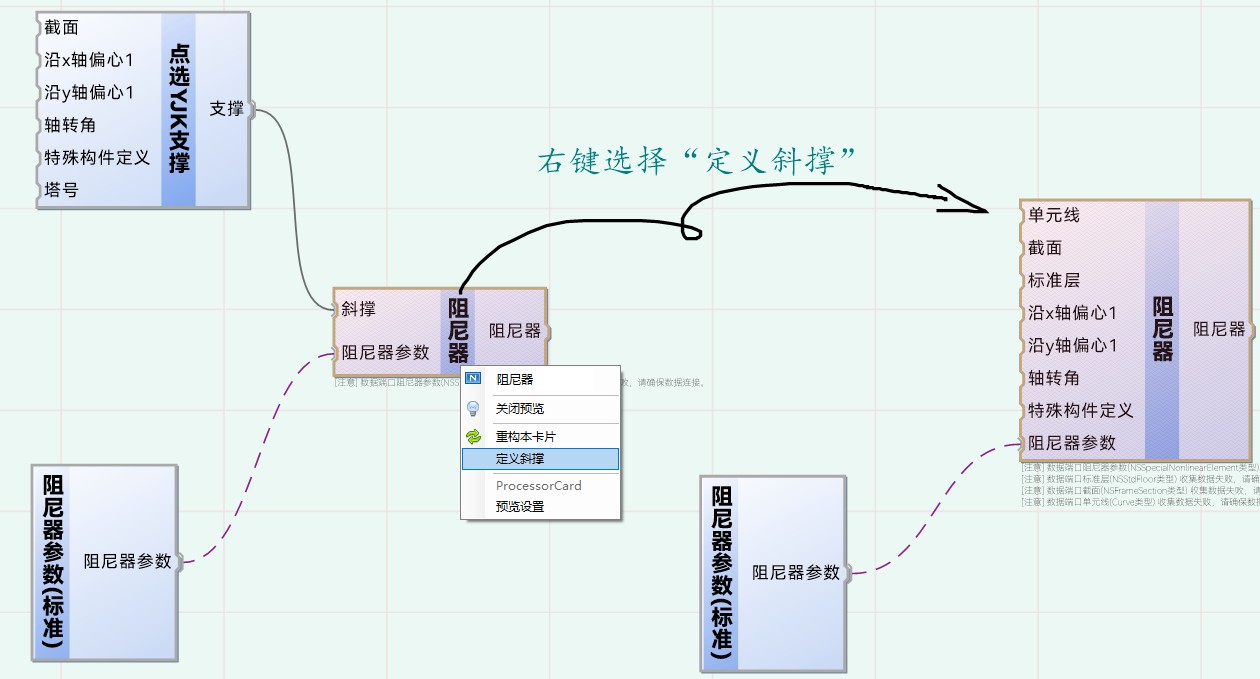 截面
沿x轴偏心1
沿y轴偏心1
轴转角
特殊构件定义
塔号
点选YJK支撑
支撑
右键选择“定义斜撑”
斜撑
阻尼器参数
阻尼器
阻尼器
[注意] 数据端口阻尼器参数(NSS
败，请确保数据连接。
阻尼器
关闭预览
重构本卡片
定义斜撑
ProcessorCard
预览设置
阻尼器参数(标准)
阻尼器参数
阻尼器参数(标准)
阻尼器参数
单元线
截面
标准层
沿x轴偏心1
沿y轴偏心1
轴转角
特殊构件定义
阻尼器参数
阻尼器
阻尼器
[注意] 数据端口阻尼器参数(NSSpecialNonlinearElement类型)
[注意] 数据端口标准层(NSStdFloor类型) 收集数据失败，请确
[注意] 数据端口截面(NSFrameSection类型) 收集数据失败，请
[注意] 数据端口单元线(Curve类型) 收集数据失败，请确保数据